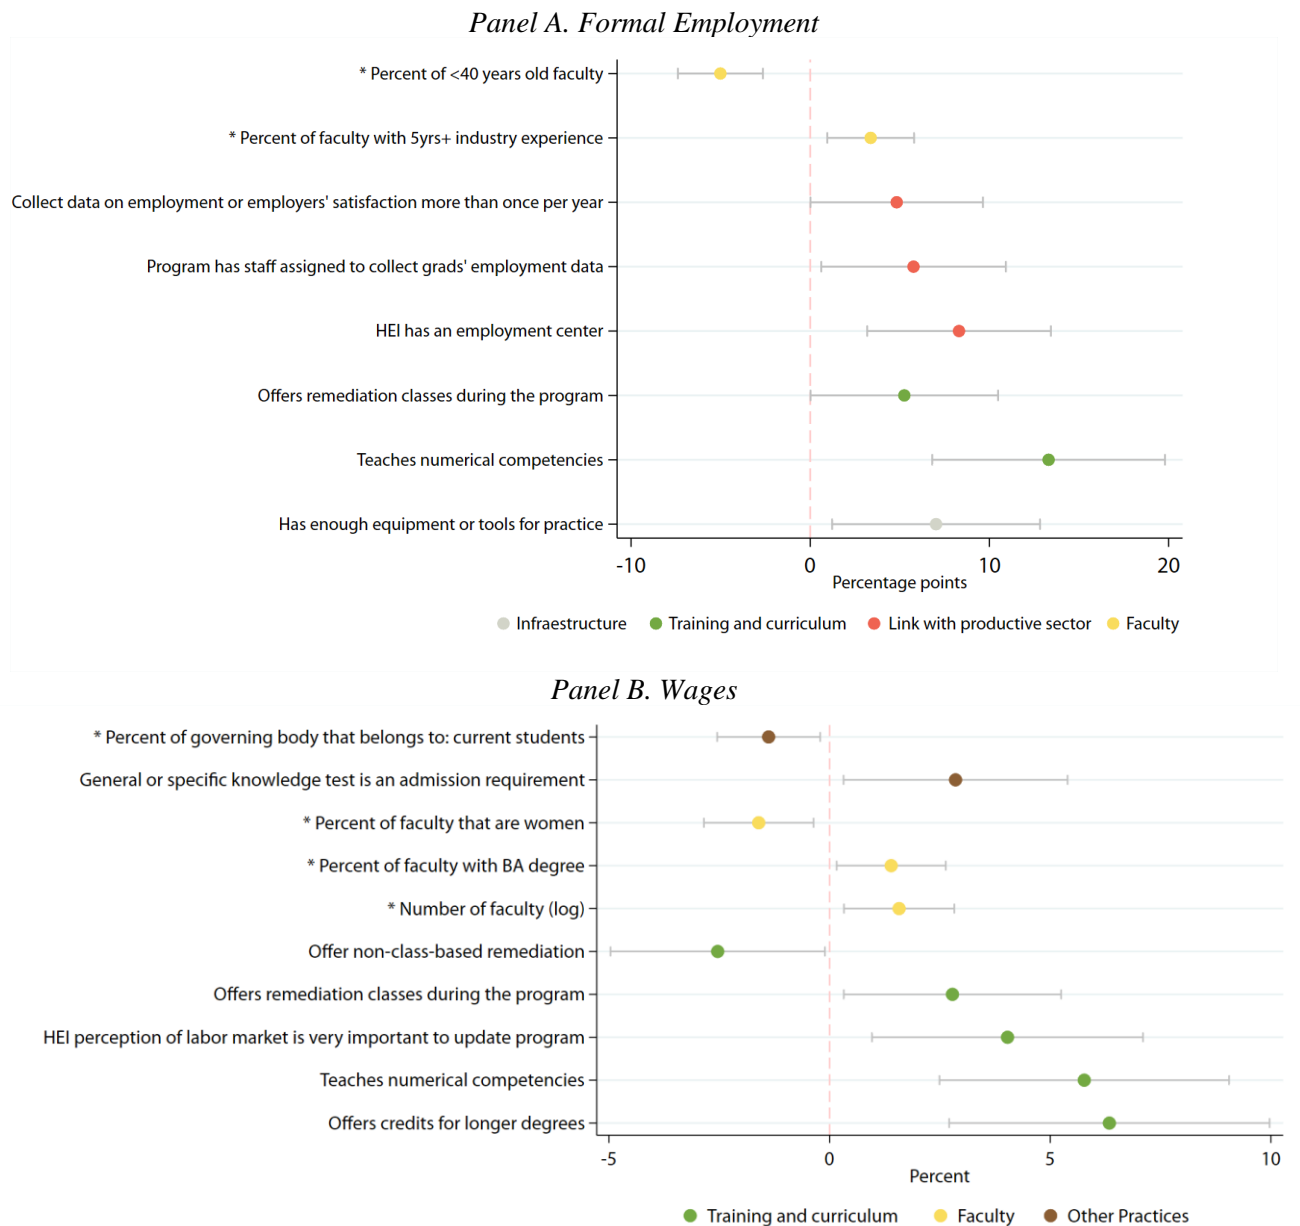 Panel A. Formal Employment
* Percent of <40 years old faculty
* Percent of faculty with 5yrs+ industry experience
Collect data on employment or employers' satisfaction more than once per year
Program has staff assigned to collect grads' employment data
HEI has an employment center
Offers remediation classes during the program
Teaches numerical competencies
Has enough equipment or tools for practice
-10 0 10 20
Percentage points
Infraestructure Training and curriculum Link with productive sector Faculty
Panel B. Wages
* Percent of governing body that belongs to: current students
General or specific knowledge test is an admission requirement
* Percent of faculty that are women
* Percent of faculty with BA degree
* Number of faculty (log)
Offer non-class-based remediation
Offers remediation classes during the program
HEI perception of labor market is very important to update program
Teaches numerical competencies
Offers credits for longer degrees
-5 0 5 10
Percent
Training and curriculum Faculty Other Practices